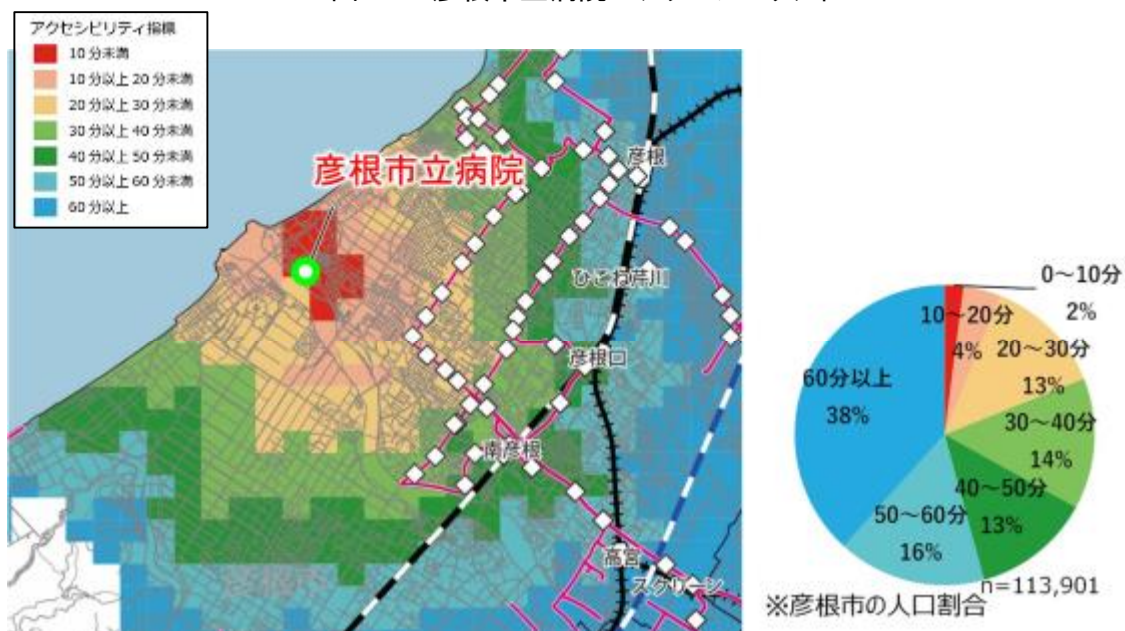 アクセシビリティ指標
10分未満
10分以上20分未満
20分以上30分未満
30分以上40分未満
40分以上50分未満
50分以上60分未満
60分以上
彦根市立病院
彦根
ひこね芹川
彦根口
南彦根
高宮
スクリーン
0～10分
2%
10～20分
4%
20～30分
13%
30～40分
14%
40～50分
13%
50～60分
16%
60分以上
38%
n=113,901
※彦根市の人口割合